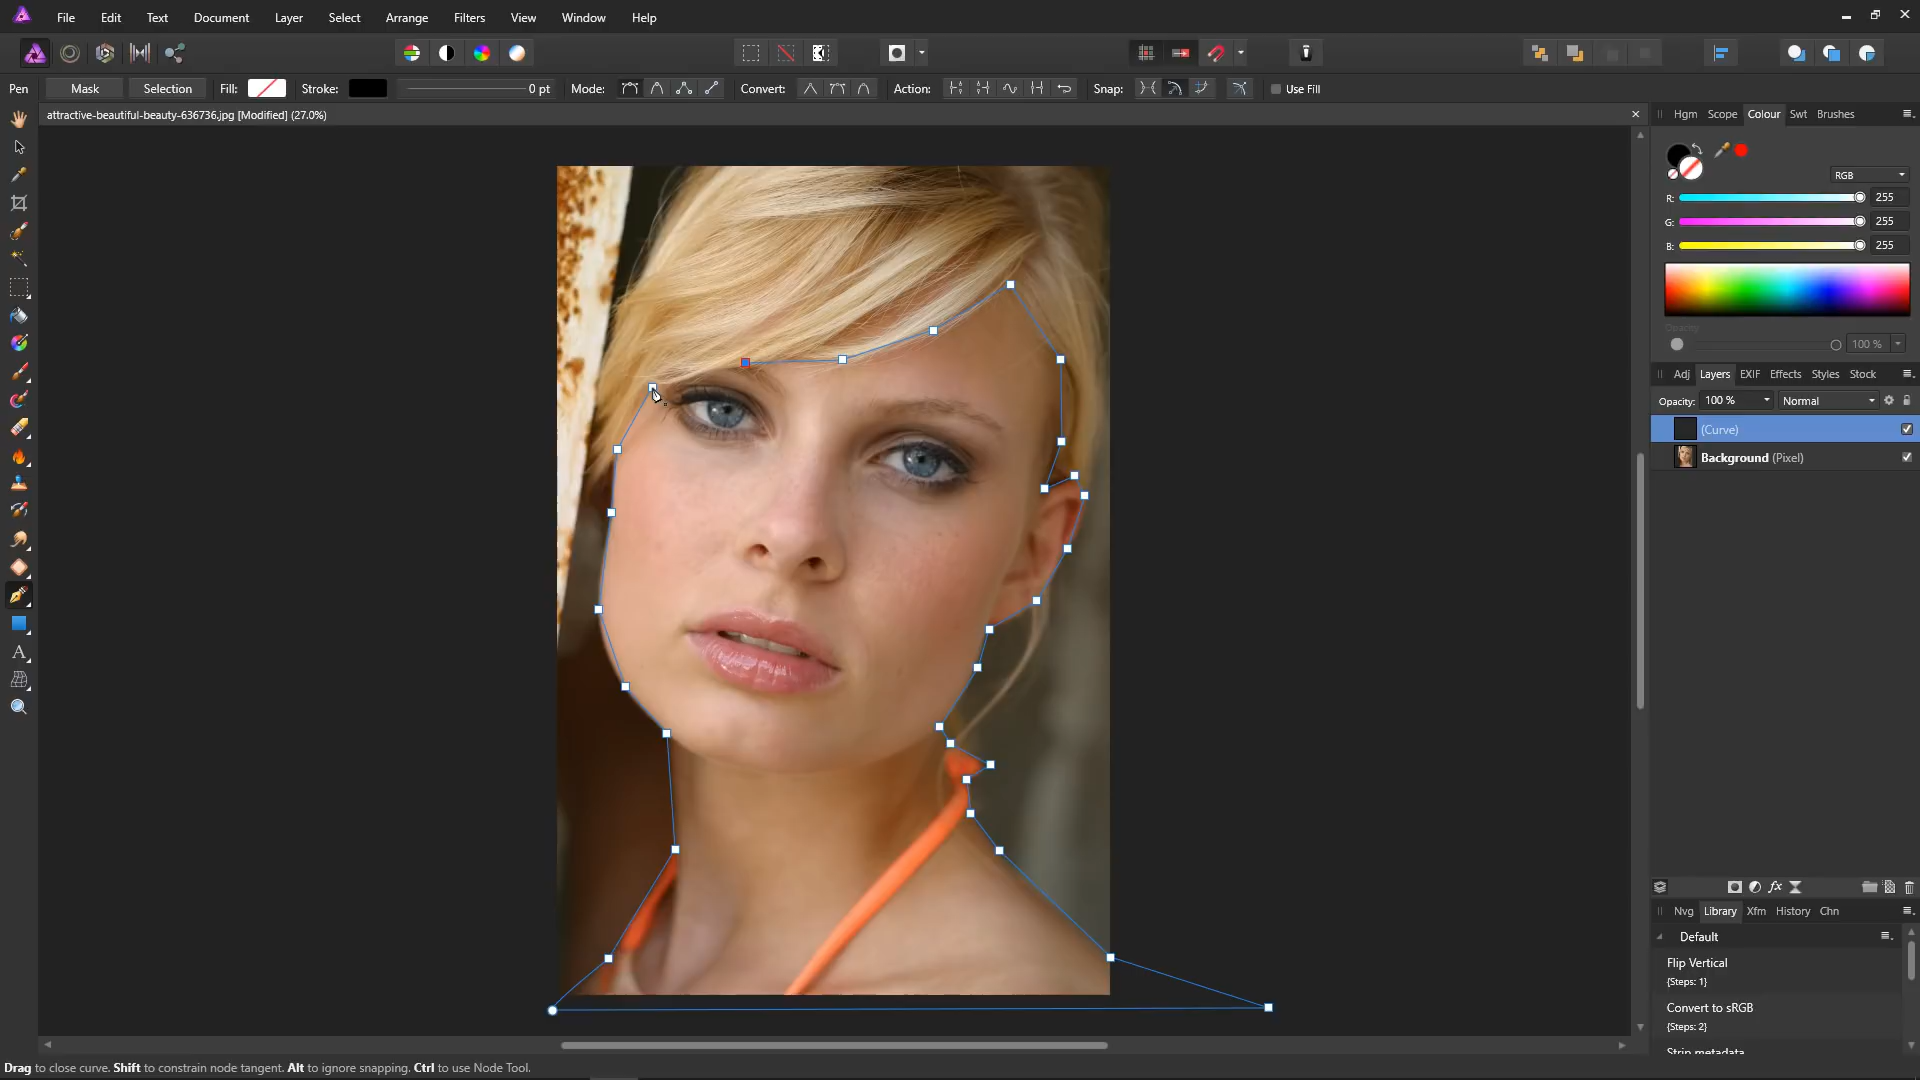 File Edit Text Document Layer Select Arrange Filters View Window Help
Pen Mask Selection Fill: Stroke: 0 pt Mode: Convert: Action: Snap: Use Fill
attractive-beautiful-beauty-636736.jpg [Modified] (27.0%)
Hgm Scope Colour Swt Brushes
RGB
R: 255
G: 255
B: 255
Opacity
100 %
Adj Layers EXIF Effects Styles Stock
Opacity: 100 % Normal
(Curve)
Background (Pixel)
Nvg Library Xfm History Chn
Default
Flip Vertical
{Steps: 1}
Convert to sRGB
{Steps: 2}
Strip metadata
Drag to close curve. Shift to constrain node tangent. Alt to ignore snapping. Ctrl to use Node Tool.